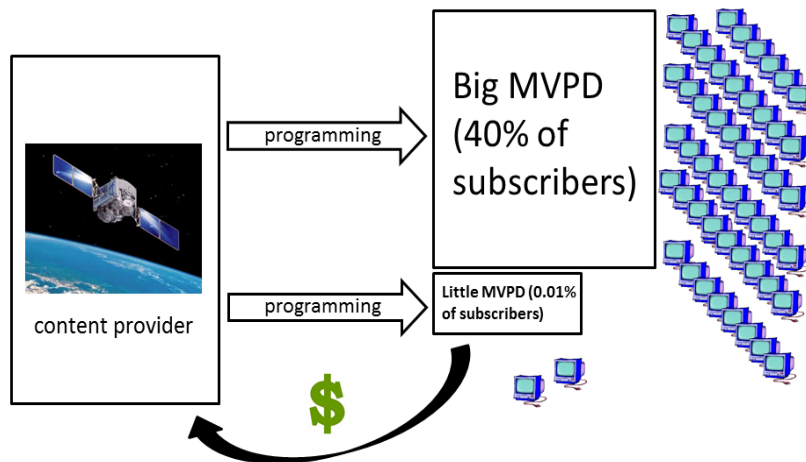 content provider
programming
Big MVPD
(40% of
subscribers)
programming
Little MVPD (0.01%
of subscribers)
$